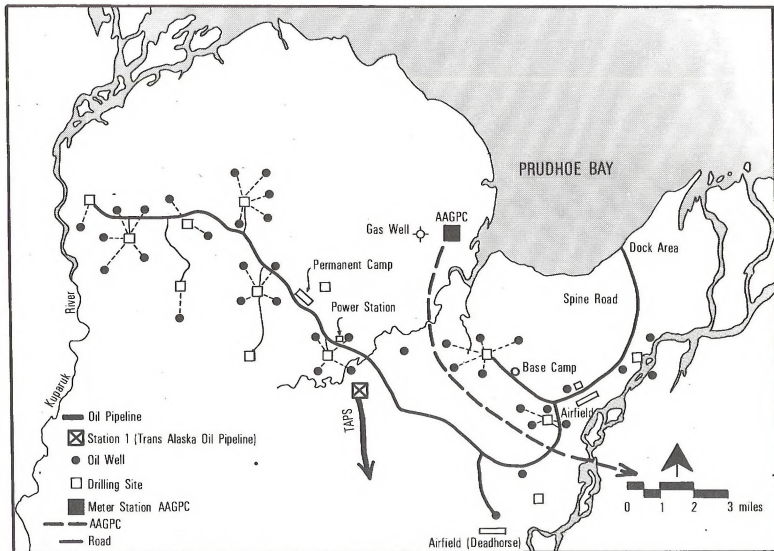 PRUDHOE BAY
AAGPC
Gas Well
Dock Area
Permanent Camp
Spine Road
Power Station
River
Base Camp
Kuparuk
Airfield
TAPS
Oil Pipeline
Station 1 (Trans Alaska Oil Pipeline)
Oil Well
Drilling Site
Meter Station AAGPC
AAGPC
Road
0 1 2 3 miles
Airfield (Deadhorse)